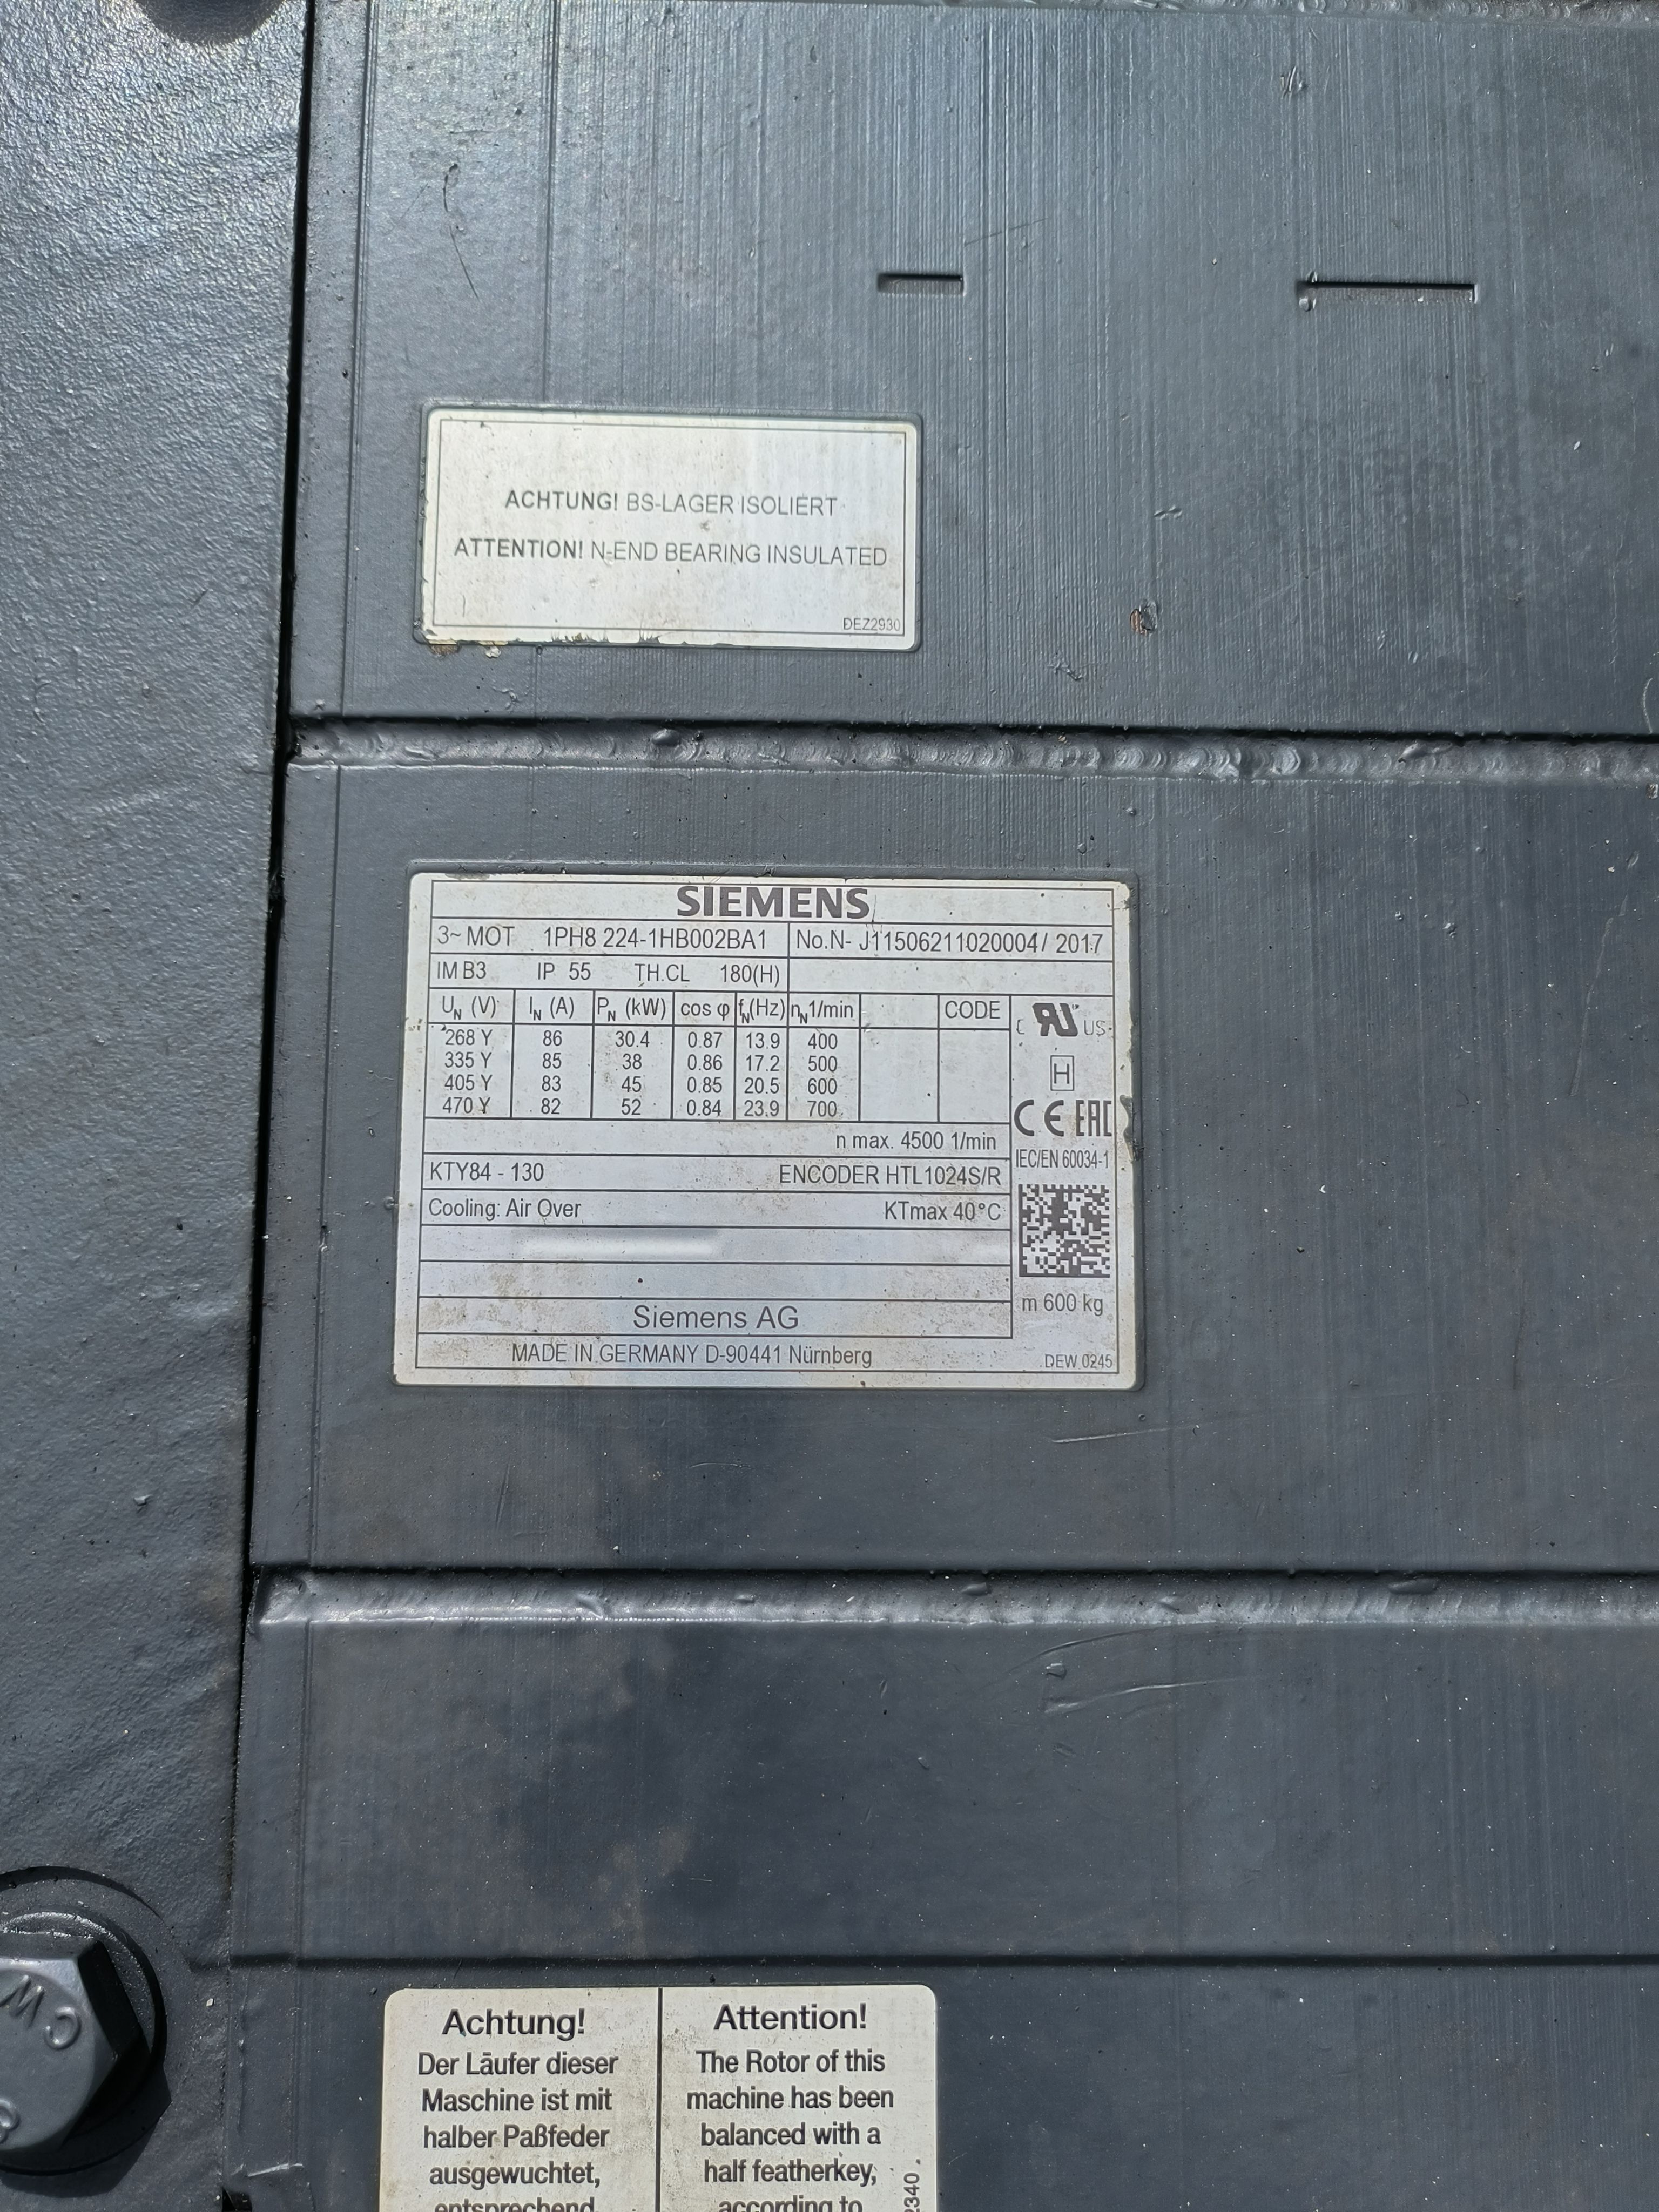 ACHTUNG! BS-LAGER ISOLIERT
ATTENTION! N-END BEARING INSULATED
DEZ2930
SIEMENS
3~ MOT 1PH8 224-1HB002BA1 No.N- J11506211020004 / 2017
IM B3 IP 55 TH.CL 180(H)
UN (V) IN (A) PN (kW) cos φ fN(Hz) nN1/min CODE
268 Y 86 30.4 0.87 13.9 400
335 Y 85 38 0.86 17.2 500
405 Y 83 45 0.85 20.5 600
470 Y 82 52 0.84 23.9 700
n max. 4500 1/min
KTY84 - 130 ENCODER HTL1024S/R
Cooling: Air Over KTmax 40°C
Siemens AG
MADE IN GERMANY D-90441 Nürnberg
US
H
CE EAC
IEC/EN 60034-1
m 600 kg
DEW 0245
Achtung!
Der Läufer dieser
Maschine ist mit
halber Paßfeder
ausgewuchtet,
entsprechend
Attention!
The Rotor of this
machine has been
balanced with a
half featherkey,
according to
CW